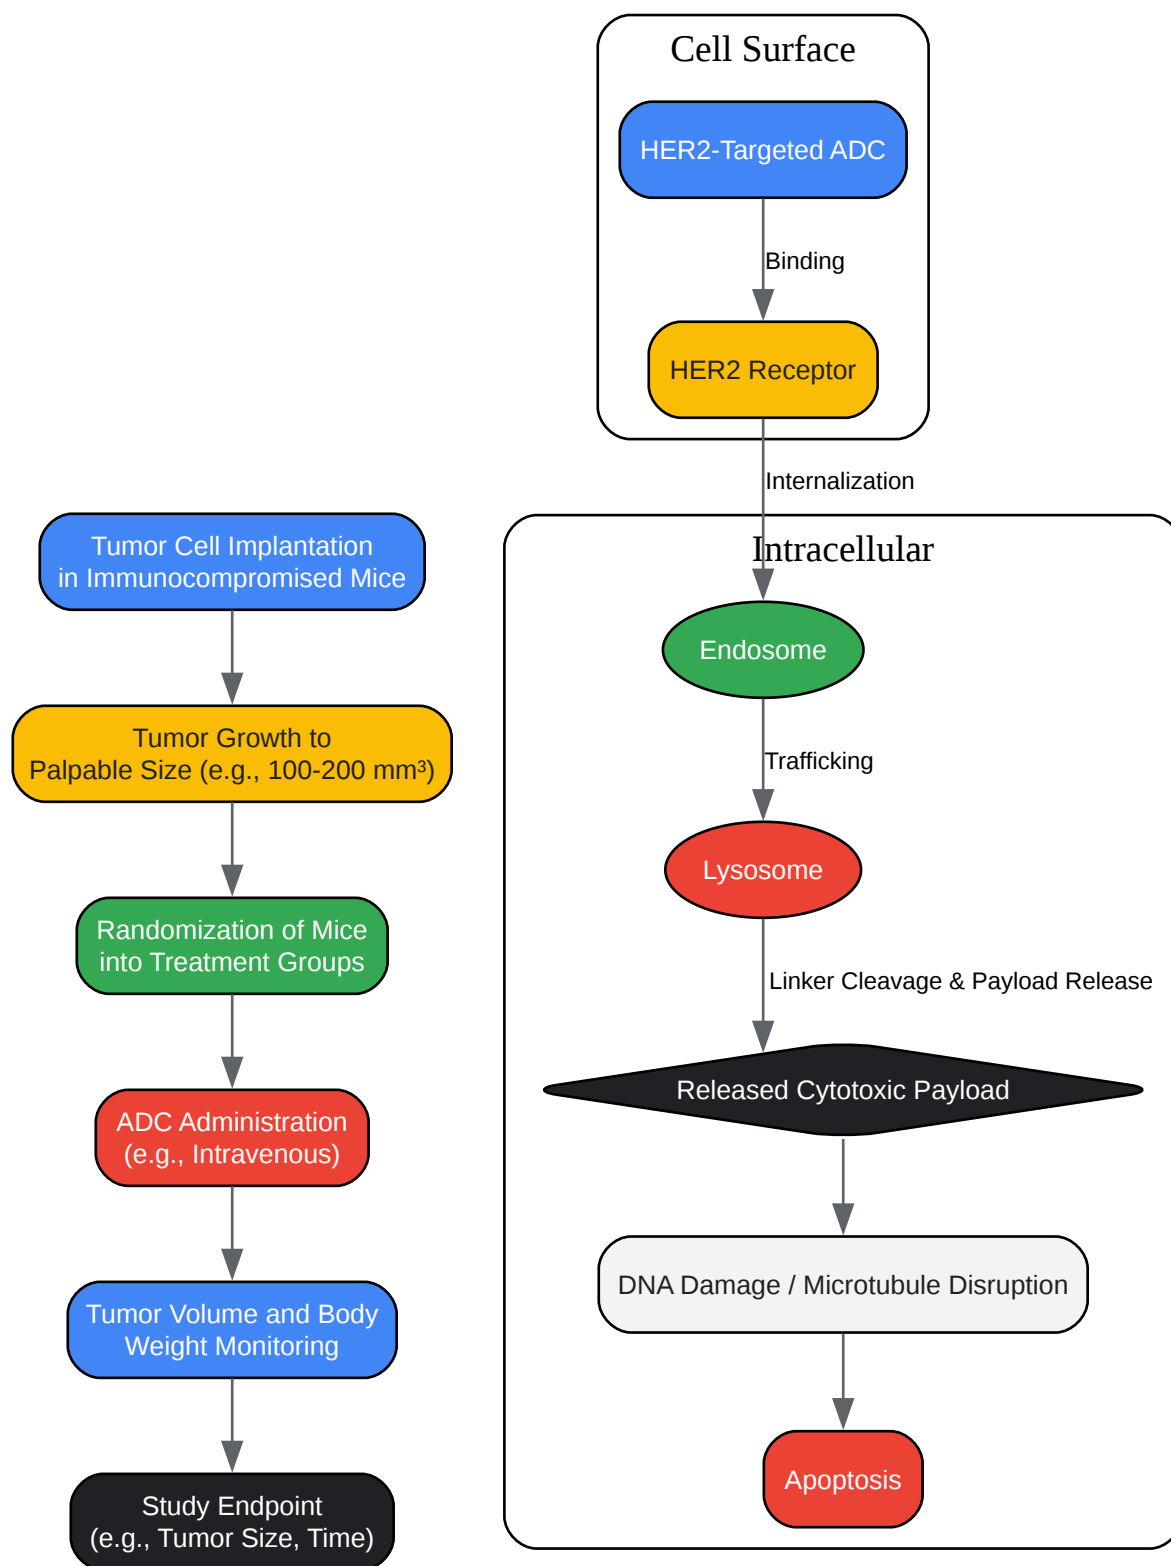 Cell Surface
HER2-Targeted ADC
Binding
HER2 Receptor
Internalization
Intracellular
Endosome
Trafficking
Lysosome
Linker Cleavage & Payload Release
Released Cytotoxic Payload
DNA Damage / Microtubule Disruption
Apoptosis
Tumor Cell Implantation
in Immunocompromised Mice
Tumor Growth to
Palpable Size (e.g., 100-200 mm³)
Randomization of Mice
into Treatment Groups
ADC Administration
(e.g., Intravenous)
Tumor Volume and Body
Weight Monitoring
Study Endpoint
(e.g., Tumor Size, Time)